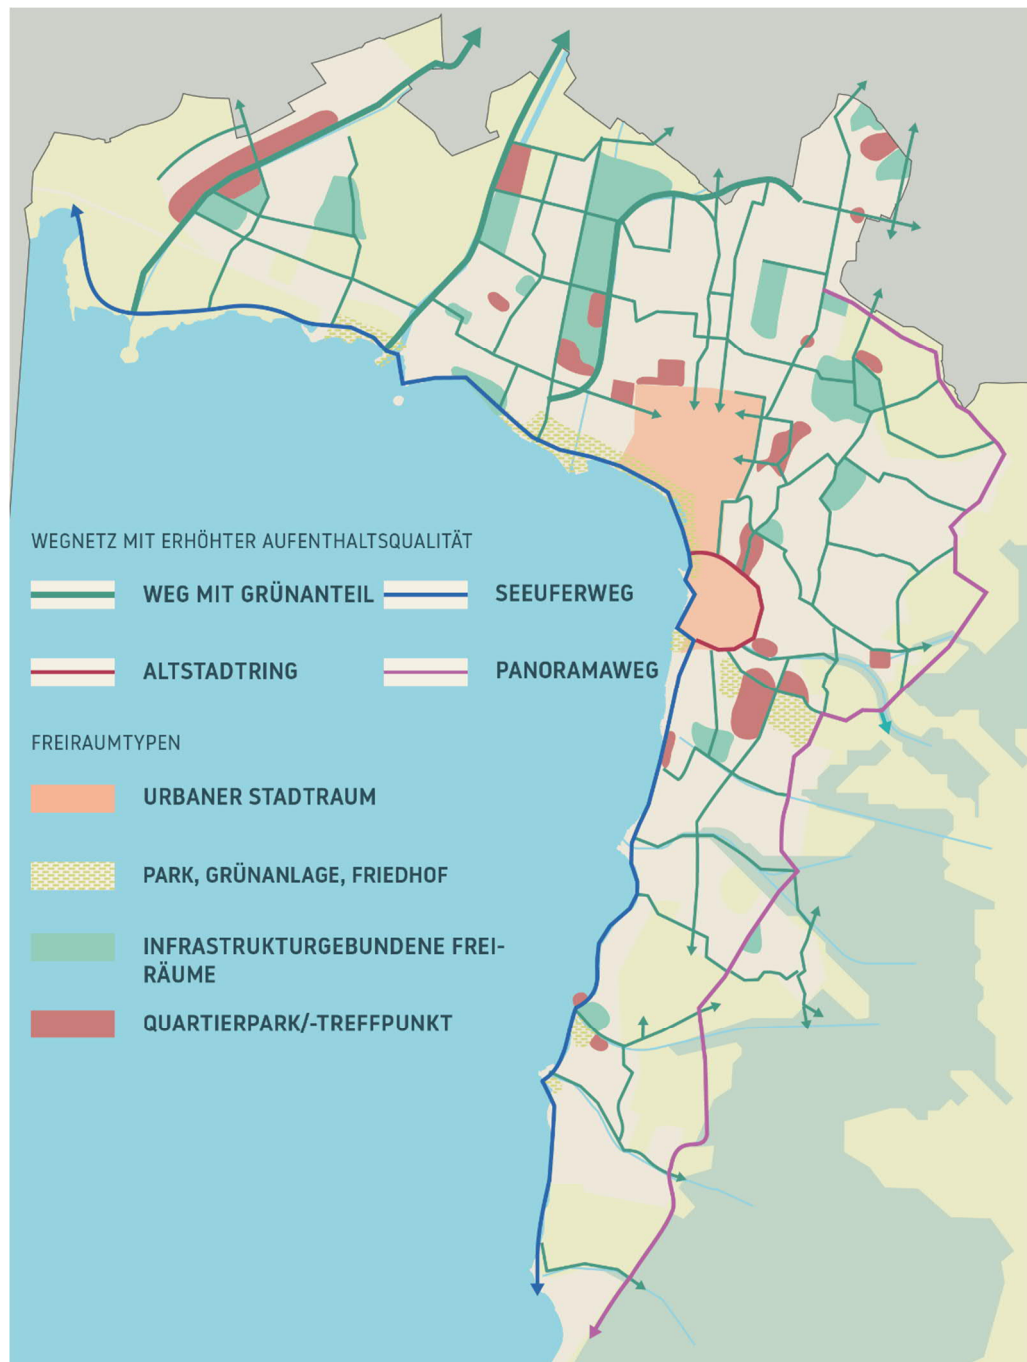 WEGNETZ MIT ERHÖHTER AUFENTHALTSQUALITÄT
WEG MIT GRÜNANTEIL
SEEUFERWEG
ALTSTADTRING
PANORAMAWEG
FREIRAUMTYPEN
URBANER STADTRAUM
PARK, GRÜNANLAGE, FRIEDHOF
INFRASTRUKTURGEBUNDENE FREI-
RÄUME
QUARTIERPARK/-TREFFPUNKT